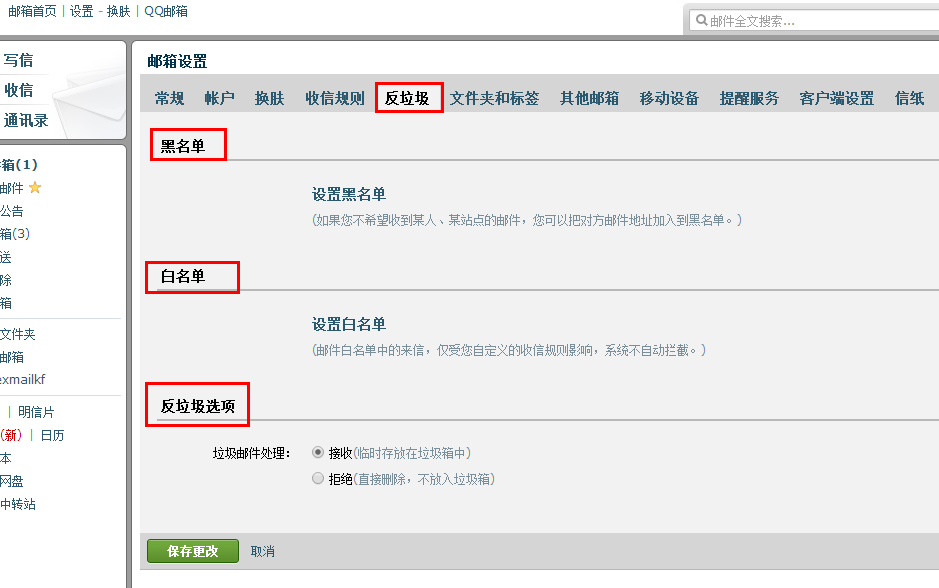 邮箱首页 | 设置 - 换肤 | QQ邮箱
邮件全文搜索...
写信
收信
通讯录
箱(1)
邮件
公告
箱(3)
送
除
箱
文件夹
邮箱
exmailkf
| 明信片
(新) | 日历
本
网盘
中转站
邮箱设置
常规 帐户 换肤 收信规则 反垃圾 文件夹和标签 其他邮箱 移动设备 提醒服务 客户端设置 信纸
黑名单
设置黑名单
(如果您不希望收到某人、某站点的邮件，您可以把对方邮件地址加入到黑名单。)
白名单
设置白名单
(邮件白名单中的来信，仅受您自定义的收信规则影响，系统不自动拦截。)
反垃圾选项
垃圾邮件处理： 接收(临时存放在垃圾箱中)
拒绝(直接删除，不放入垃圾箱)
保存更改 取消